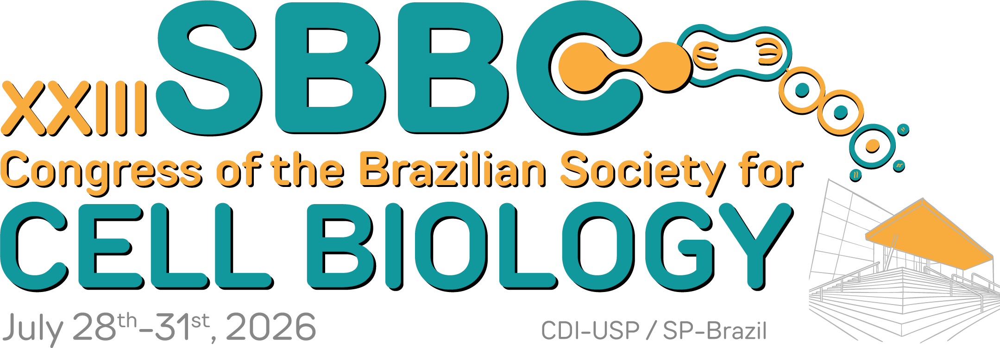 XXIII SBBC
Congress of the Brazilian Society for
CELL BIOLOGY
July 28th-31st, 2026
CDI-USP / SP-Brazil